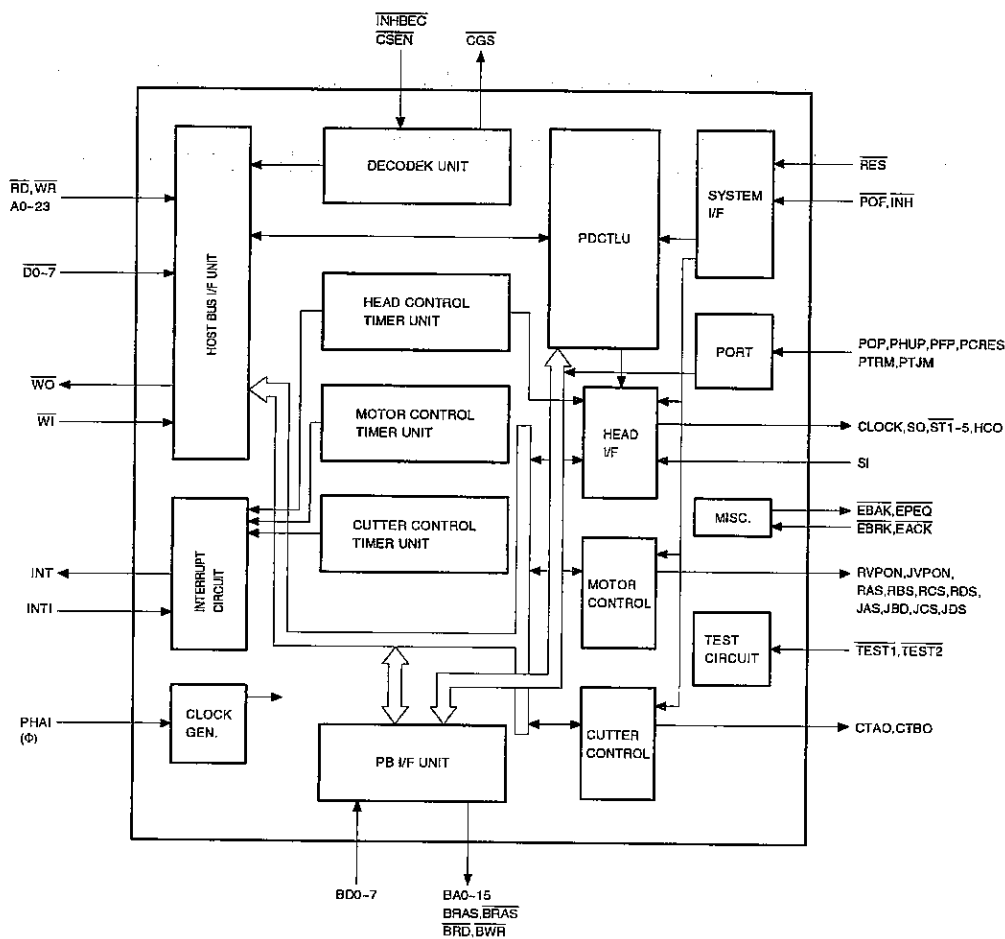 INHBEC
CSEN
CGS
DECODEK UNIT
RD, WR
A0~23
D0~7
WO
WI
HOST BUS I/F UNIT
PDCTLU
SYSTEM
I/F
RES
POF, INH
HEAD CONTROL
TIMER UNIT
PORT
POP,PHUP,PFP,PCRES
PTRM,PTJM
MOTOR CONTROL
TIMER UNIT
HEAD
I/F
CLOCK,SO,ST1~5,HCO
SI
CUTTER CONTROL
TIMER UNIT
MISC.
EBAK,EPEQ
EBRK,EACK
INT
INTI
INTERRUPT
CIRCUIT
MOTOR
CONTROL
RVPON,JVPON,
RAS,RBS,RCS,RDS,
JAS,JBD,JCS,JDS
TEST
CIRCUIT
TEST1,TEST2
PHAI
(Φ)
CLOCK
GEN.
PB I/F UNIT
CUTTER
CONTROL
CTAO,CTBO
BD0~7
BA0~15
BRAS,BRAS
BRD,BWR